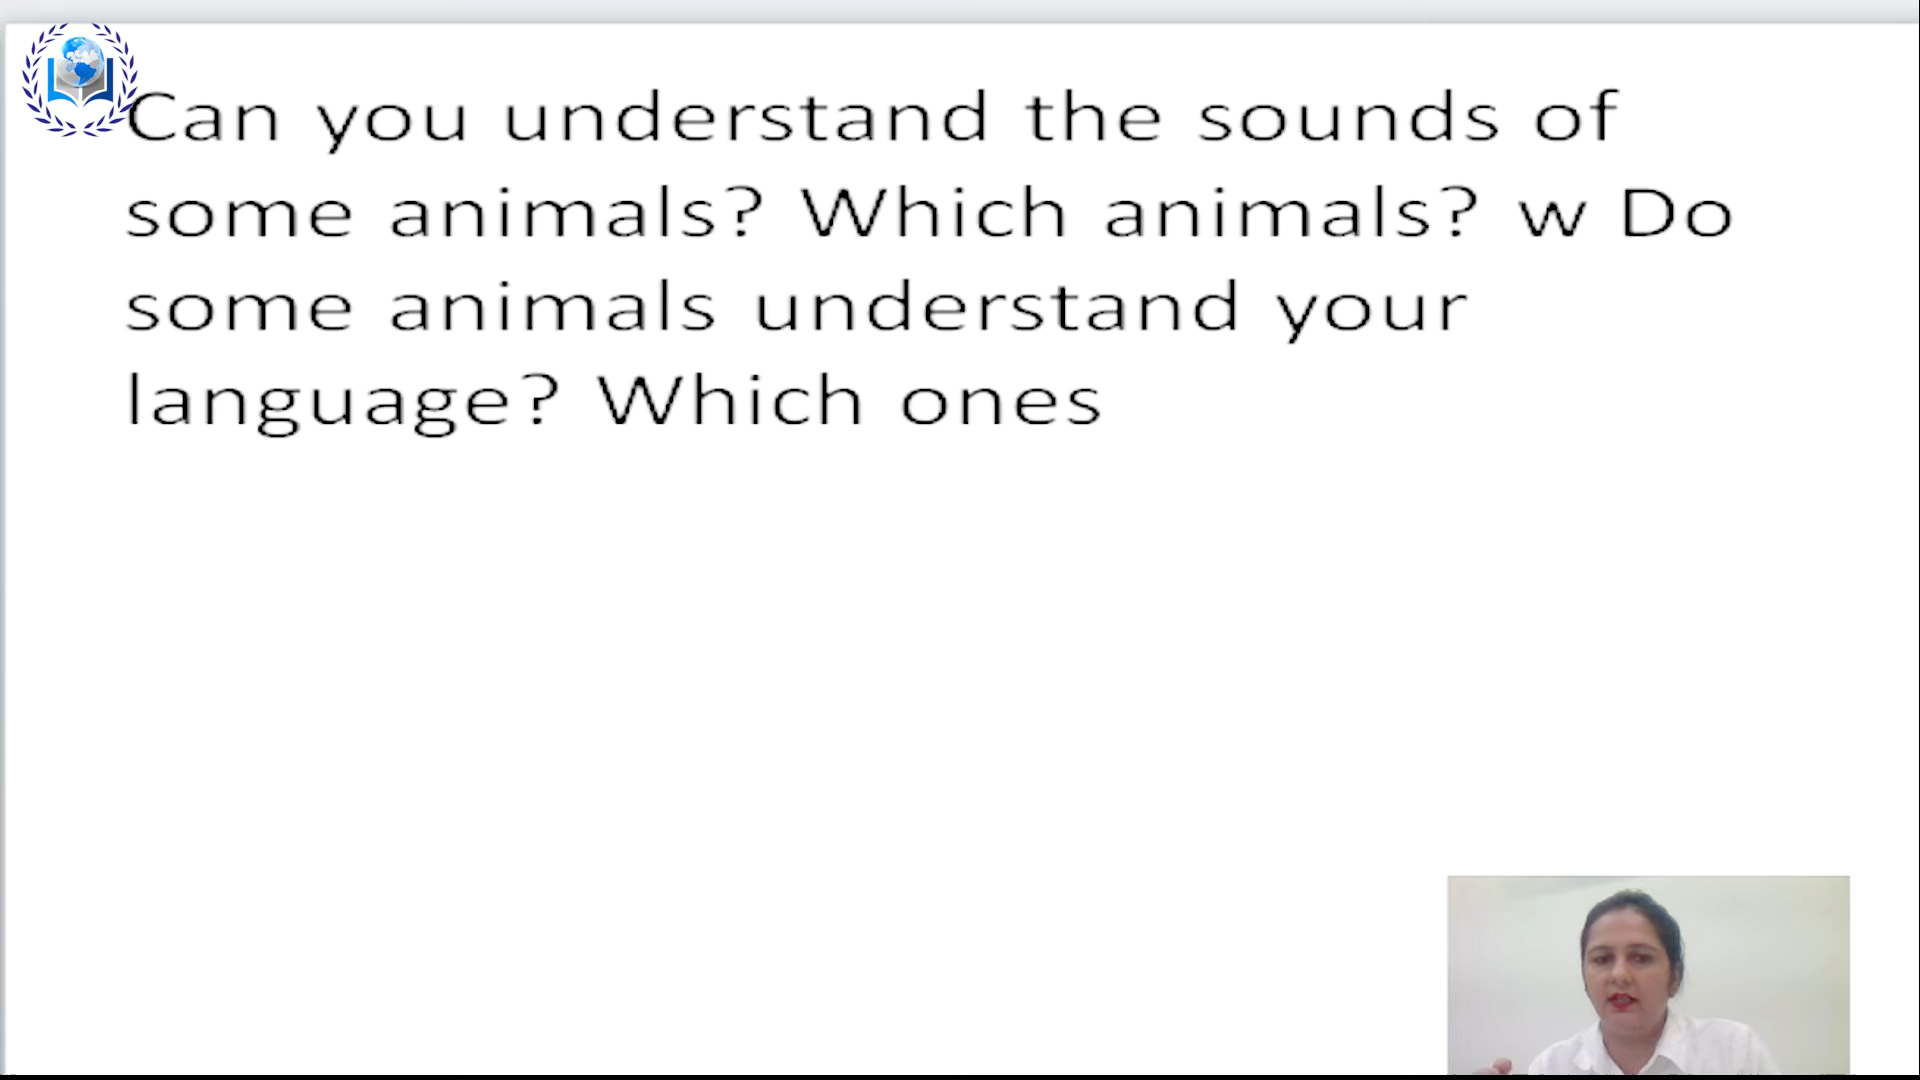 Can you understand the sounds of
some animals? Which animals? w Do
some animals understand your
language? Which ones